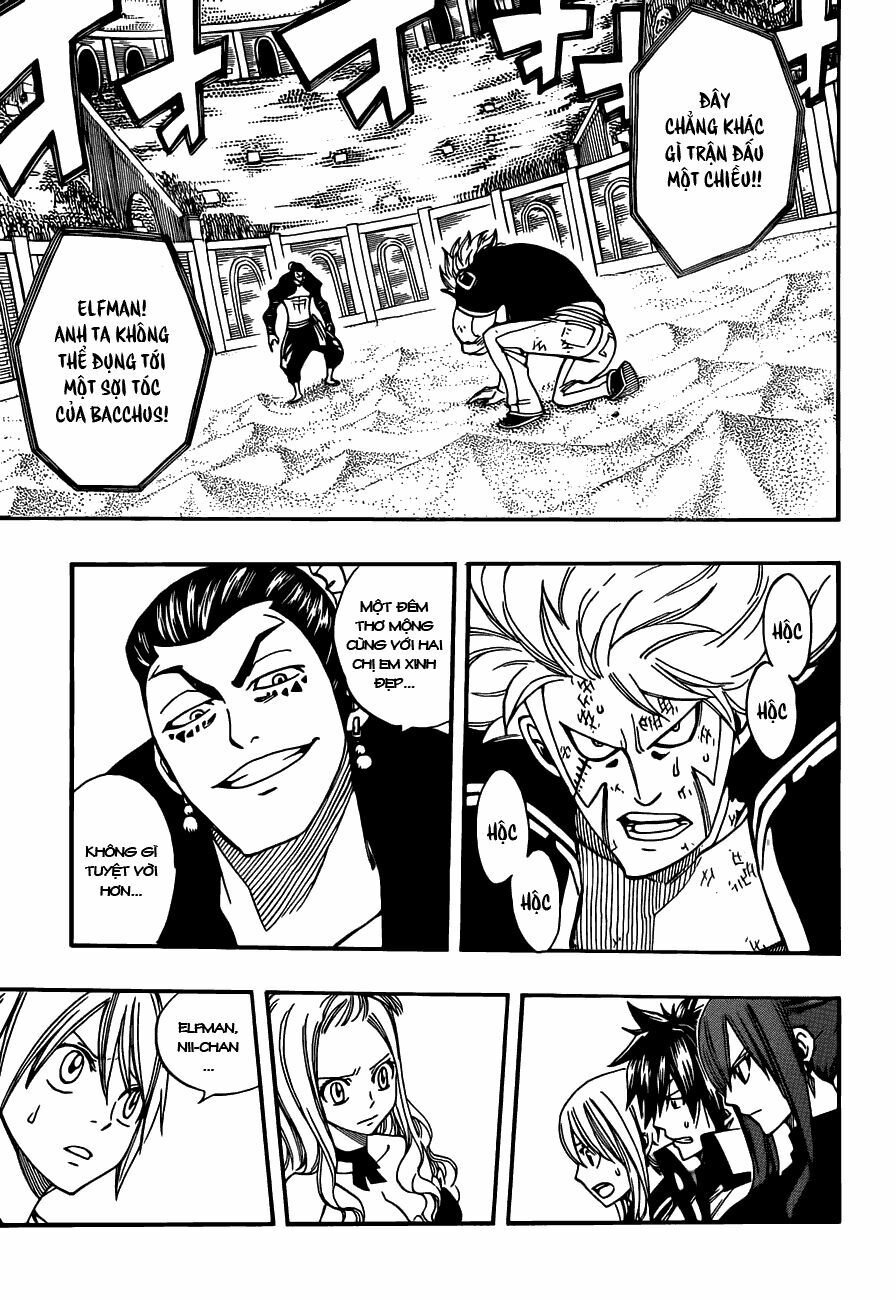 ĐÂY
CHẲNG KHÁC
GÌ TRẬN ĐẤU
MỘT CHIỀU!!
ELFMAN!
ANH TA KHÔNG
THỂ ĐỤNG TỚI
MỘT SỢI TÓC
CỦA BACCHUS!
HỘC
HỘC
HỘC
HỘC
MỘT ĐÊM
THƠ MỘNG
CÙNG VỚI HAI
CHỊ EM XINH
ĐẸP...
KHÔNG GÌ
TUYỆT VỜI
HƠN...
ELFMAN,
NII-CHAN
...